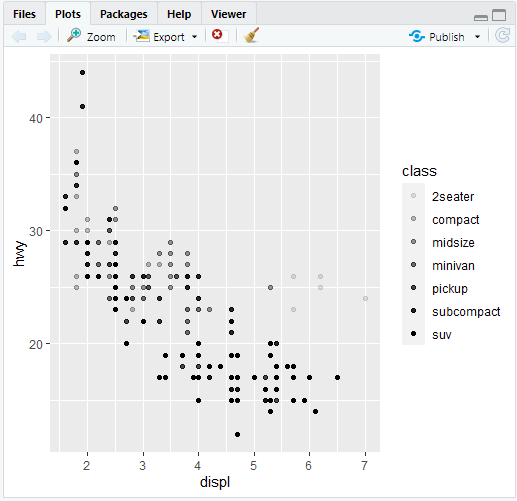 Files Plots Packages Help Viewer
Zoom Export Publish
40
30
20
hwy
2 3 4 5 6 7
displ
class
2seater
compact
midsize
minivan
pickup
subcompact
suv